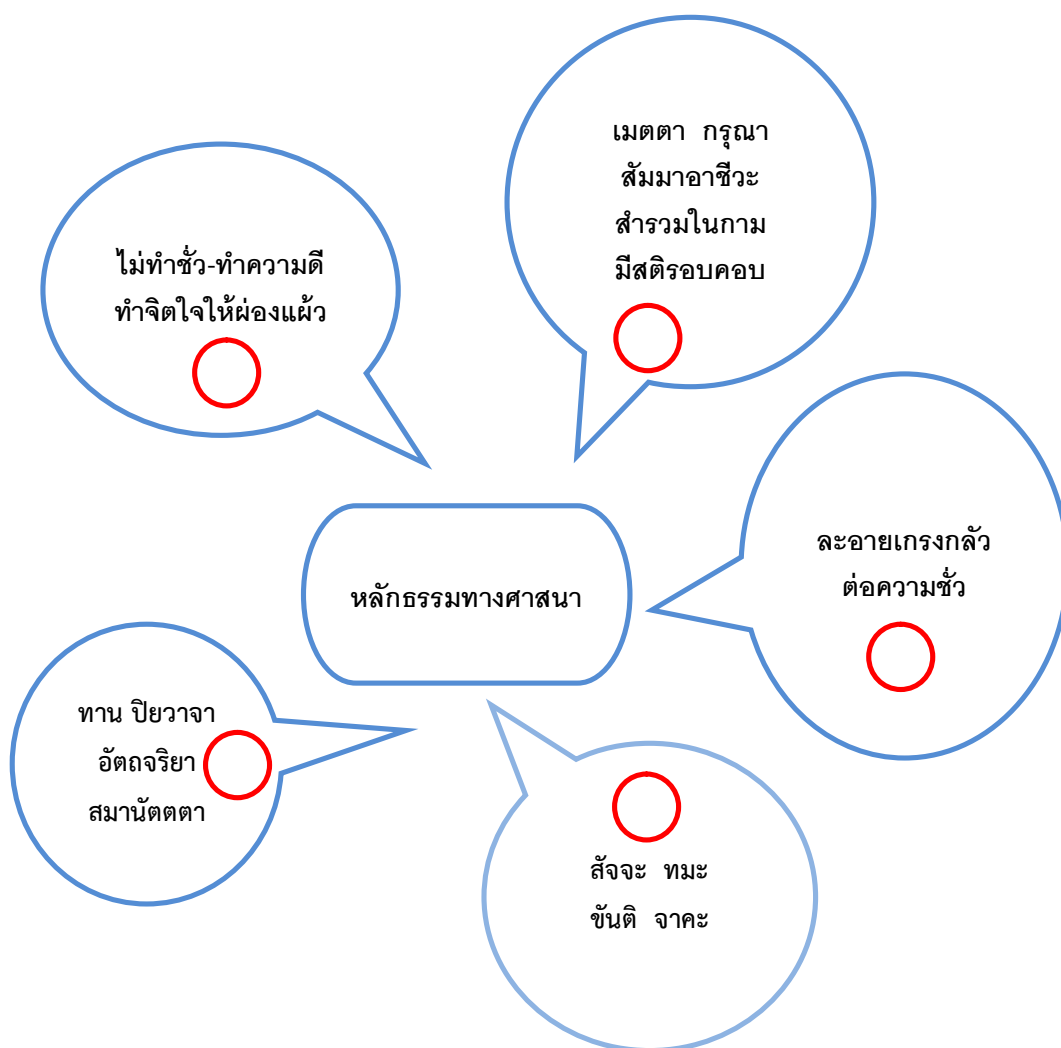 เมตตา กรุณา
สัมมาอาชีวะ
สำรวมในกาม
มีสติรอบคอบ
ไม่ทำชั่ว-ทำความดี
ทำจิตใจให้ผ่องแผ้ว
ละอายเกรงกลัว
ต่อความชั่ว
หลักธรรมทางศาสนา
ทาน ปิยวาจา
อัตถจริยา
สมานัตตตา
สัจจะ ทมะ
ขันติ จาคะ